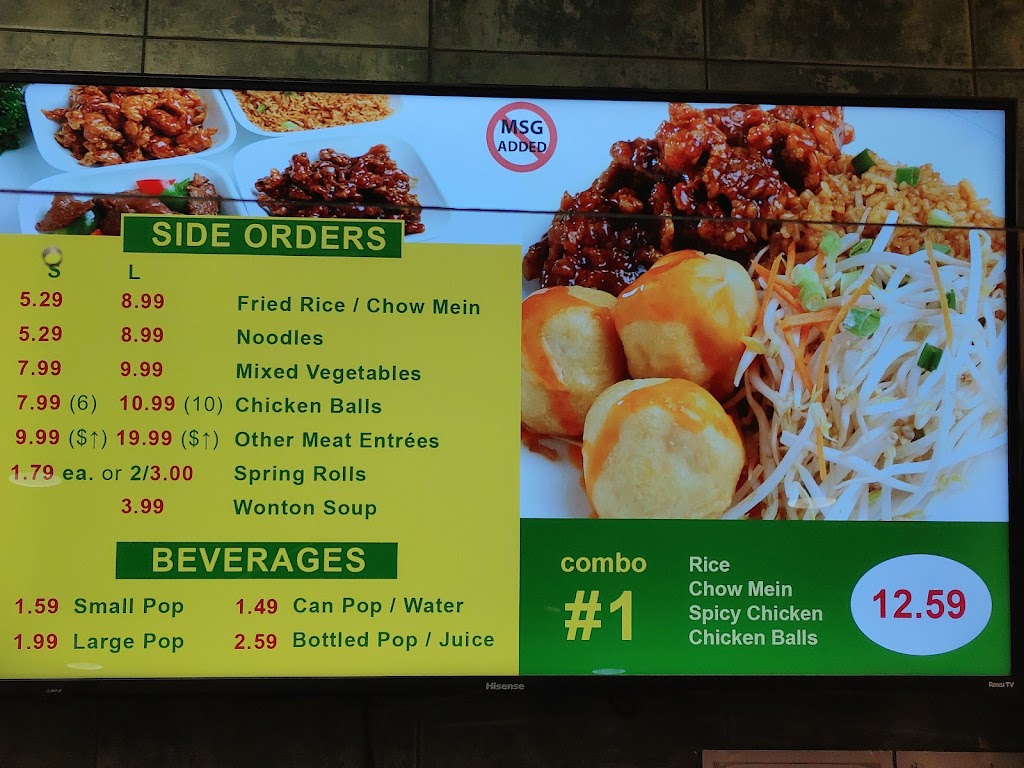 MSG
ADDED
SIDE ORDERS
S L
5.29 8.99 Fried Rice / Chow Mein
5.29 8.99 Noodles
7.99 9.99 Mixed Vegetables
7.99 (6) 10.99 (10) Chicken Balls
9.99 ($↑) 19.99 ($↑) Other Meat Entrées
1.79 ea. or 2/3.00 Spring Rolls
3.99 Wonton Soup
BEVERAGES
1.59 Small Pop 1.49 Can Pop / Water
1.99 Large Pop 2.59 Bottled Pop / Juice
combo
#1
Rice
Chow Mein
Spicy Chicken
Chicken Balls
12.59
Hisense
Roku TV